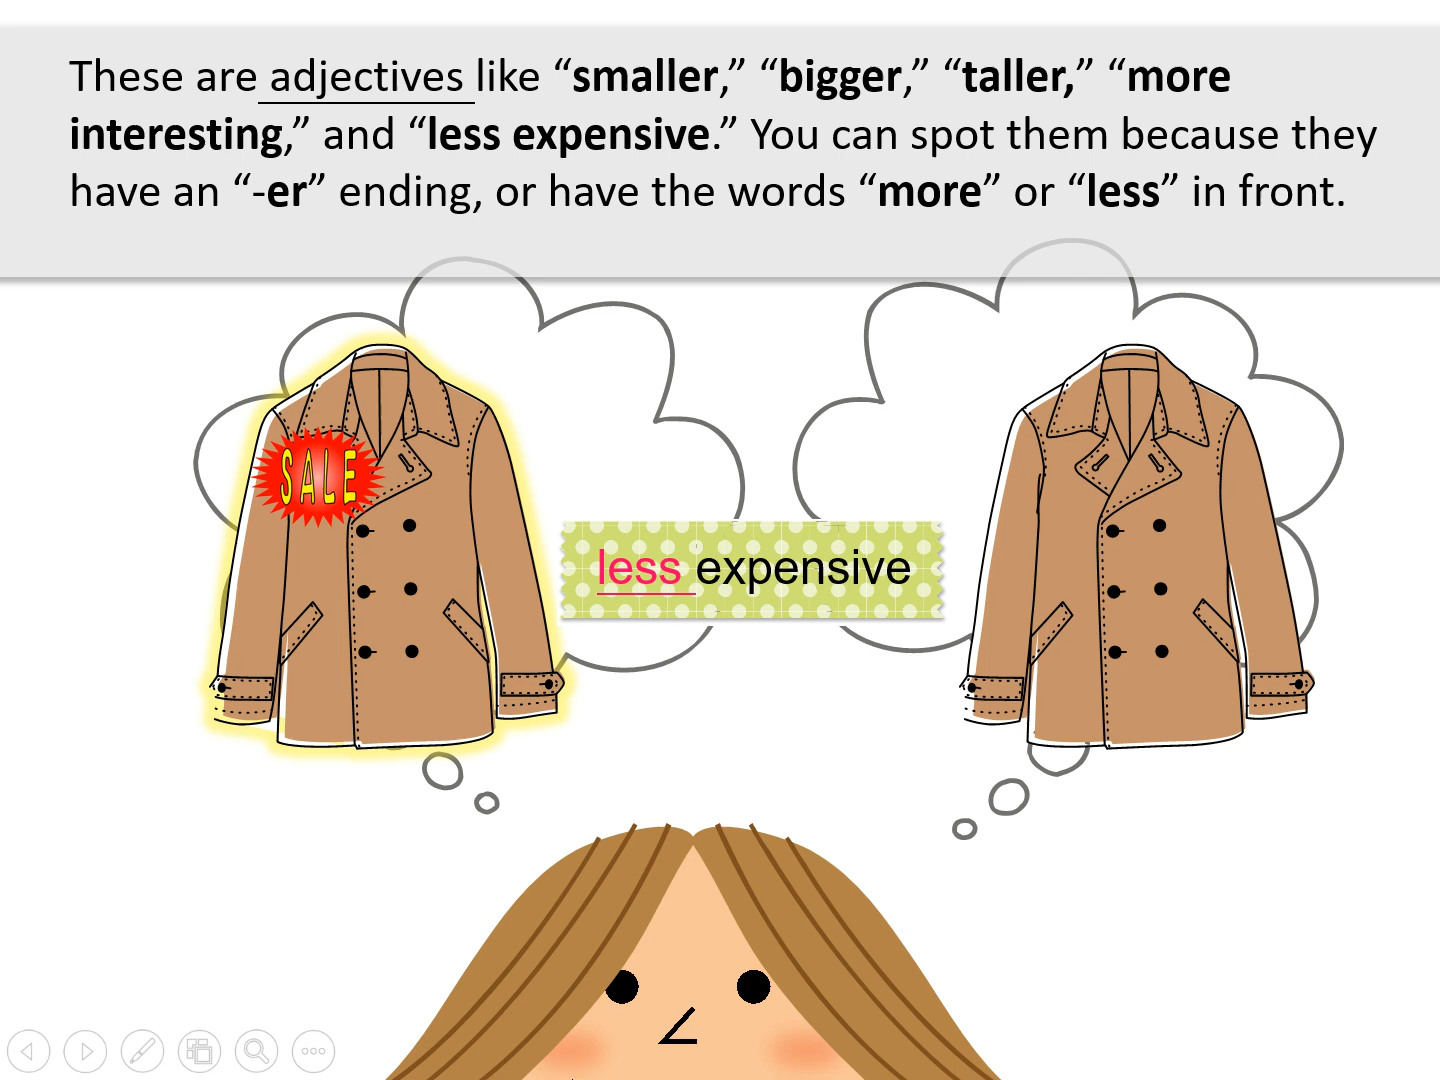 These are adjectives like “smaller,” “bigger,” “taller,” “more
interesting,” and “less expensive.” You can spot them because they
have an “-er” ending, or have the words “more” or “less” in front.
SALE
less expensive